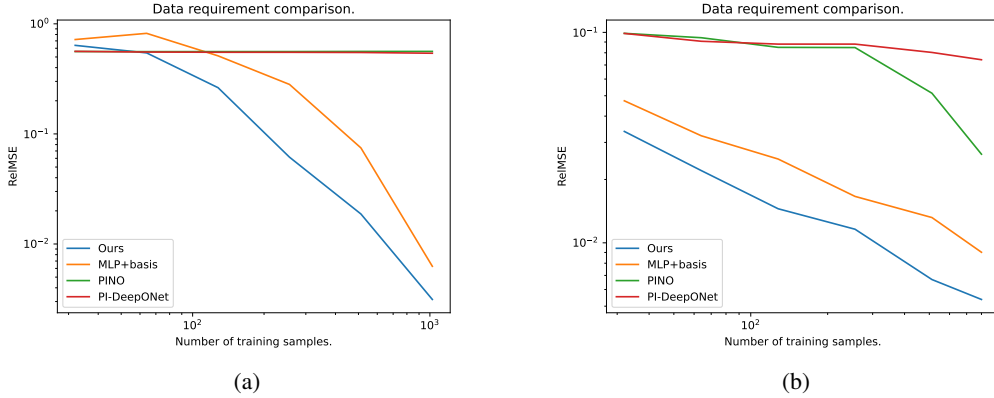 Data requirement comparison.
10⁰
10⁻¹
10⁻²
RelMSE
Ours
MLP+basis
PINO
PI-DeepONet
10²
10³
Number of training samples.
(a)
Data requirement comparison.
10⁻¹
10⁻²
RelMSE
Ours
MLP+basis
PINO
PI-DeepONet
10²
Number of training samples.
(b)